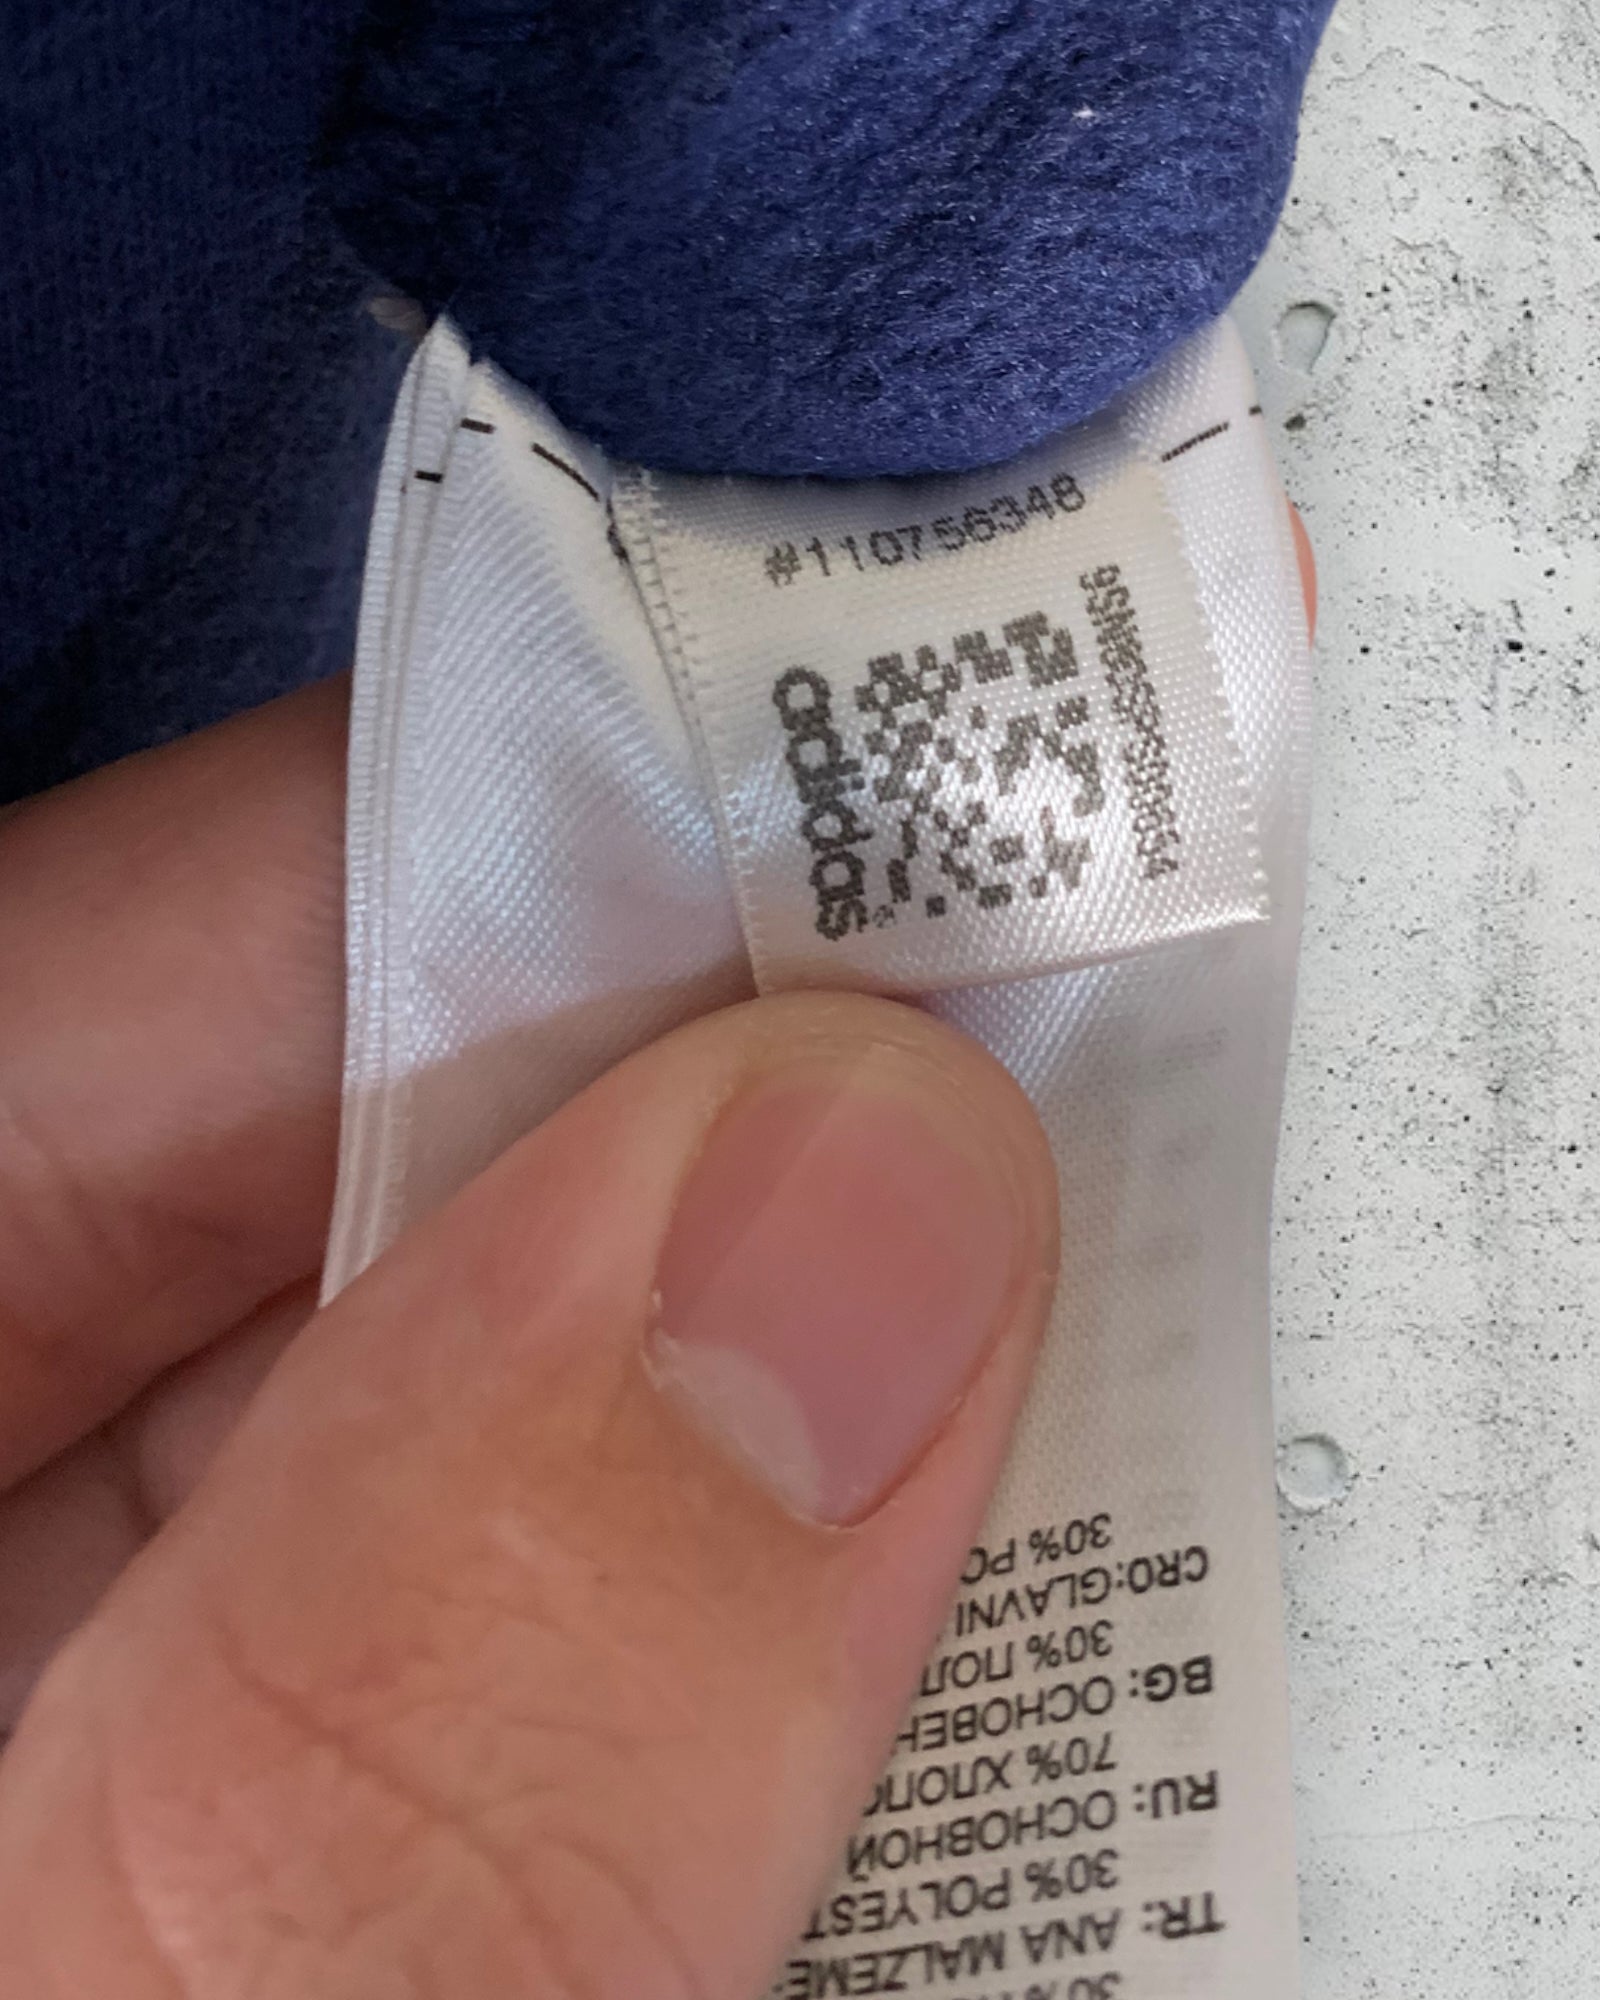 #110756348
adidas
30% PO
CRO:GLAVNI
30% ПОЛ
BG: ОСНОВЕН
70% ХЛОПО
RU: ОСНОВНОЙ
30% POLYEST
TR: ANA MALZEME